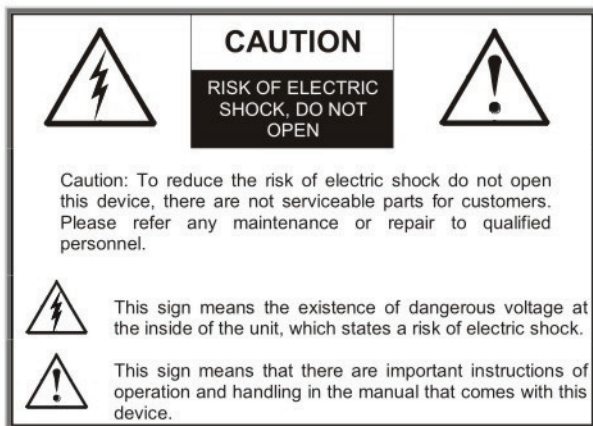 CAUTION
RISK OF ELECTRIC
SHOCK, DO NOT
OPEN
Caution: To reduce the risk of electric shock do not open
this device, there are not serviceable parts for customers.
Please refer any maintenance or repair to qualified
personnel.
This sign means the existence of dangerous voltage at
the inside of the unit, which states a risk of electric shock.
This sign means that there are important instructions of
operation and handling in the manual that comes with this
device.